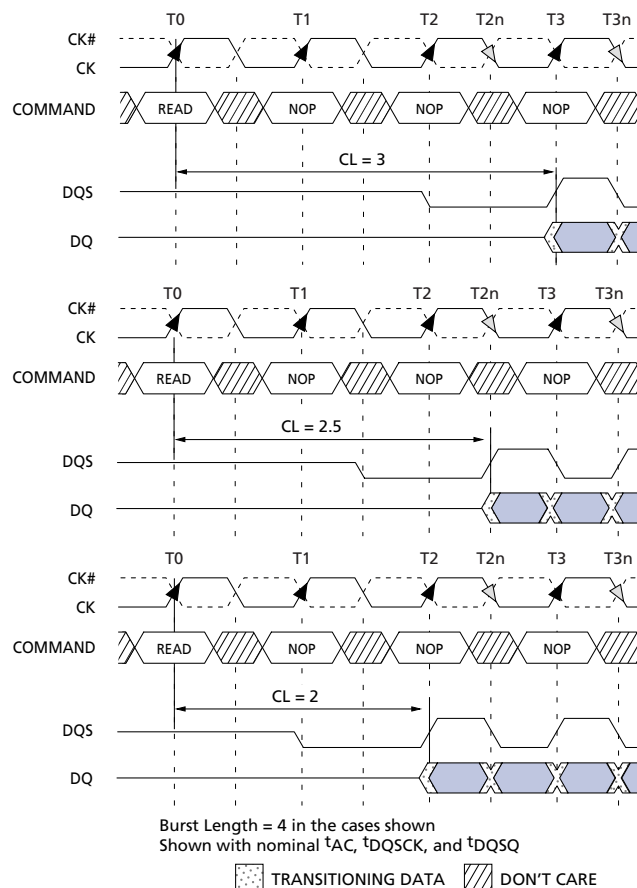 T0 T1 T2 T2n T3 T3n
CK#
CK
COMMAND READ NOP NOP NOP
CL = 3
DQS
DQ
T0 T1 T2 T2n T3 T3n
CK#
CK
COMMAND READ NOP NOP NOP
CL = 2.5
DQS
DQ
T0 T1 T2 T2n T3 T3n
CK#
CK
COMMAND READ NOP NOP NOP
CL = 2
DQS
DQ
Burst Length = 4 in the cases shown
Shown with nominal tAC, tDQSCK, and tDQSQ
TRANSITIONING DATA DON'T CARE